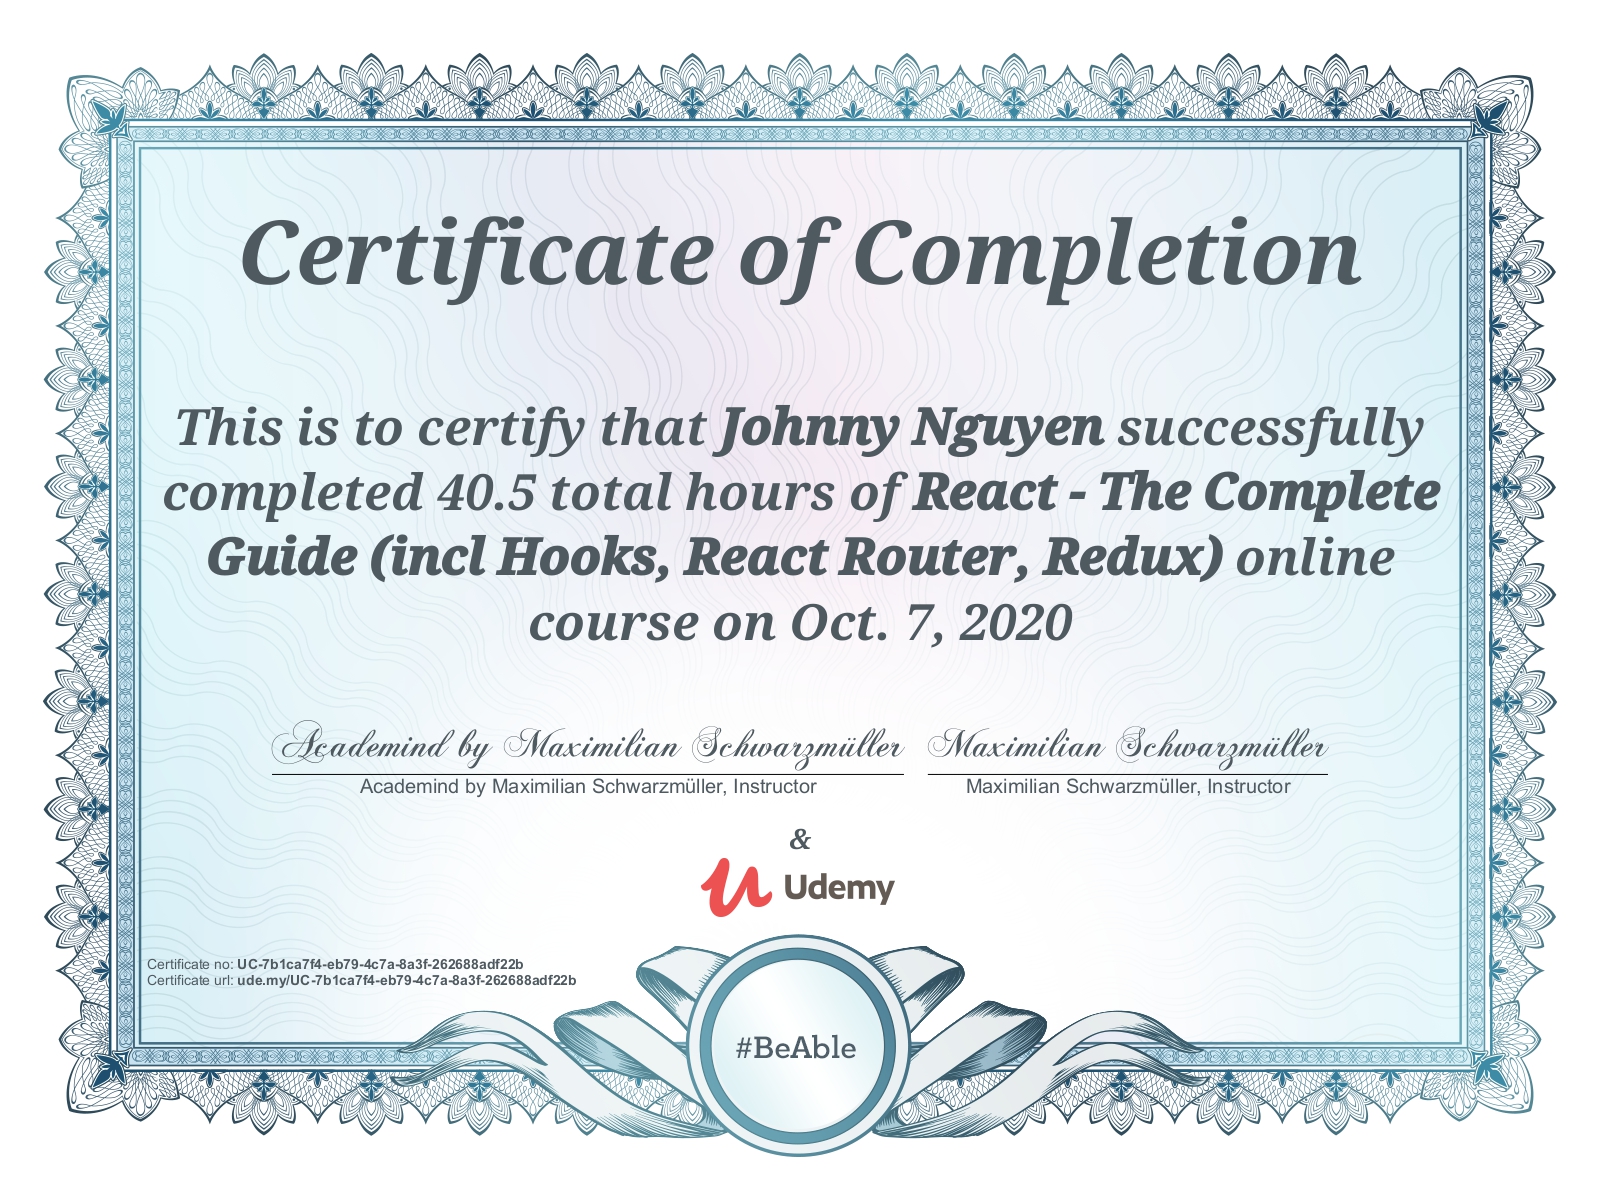 Certificate of Completion
This is to certify that Johnny Nguyen successfully
completed 40.5 total hours of React - The Complete
Guide (incl Hooks, React Router, Redux) online
course on Oct. 7, 2020
Academind by Maximilian Schwarzmüller Maximilian Schwarzmüller
Academind by Maximilian Schwarzmüller, Instructor Maximilian Schwarzmüller, Instructor
&
Udemy
Certificate no: UC-7b1ca7f4-eb79-4c7a-8a3f-262688adf22b
Certificate url: ude.my/UC-7b1ca7f4-eb79-4c7a-8a3f-262688adf22b
#BeAble